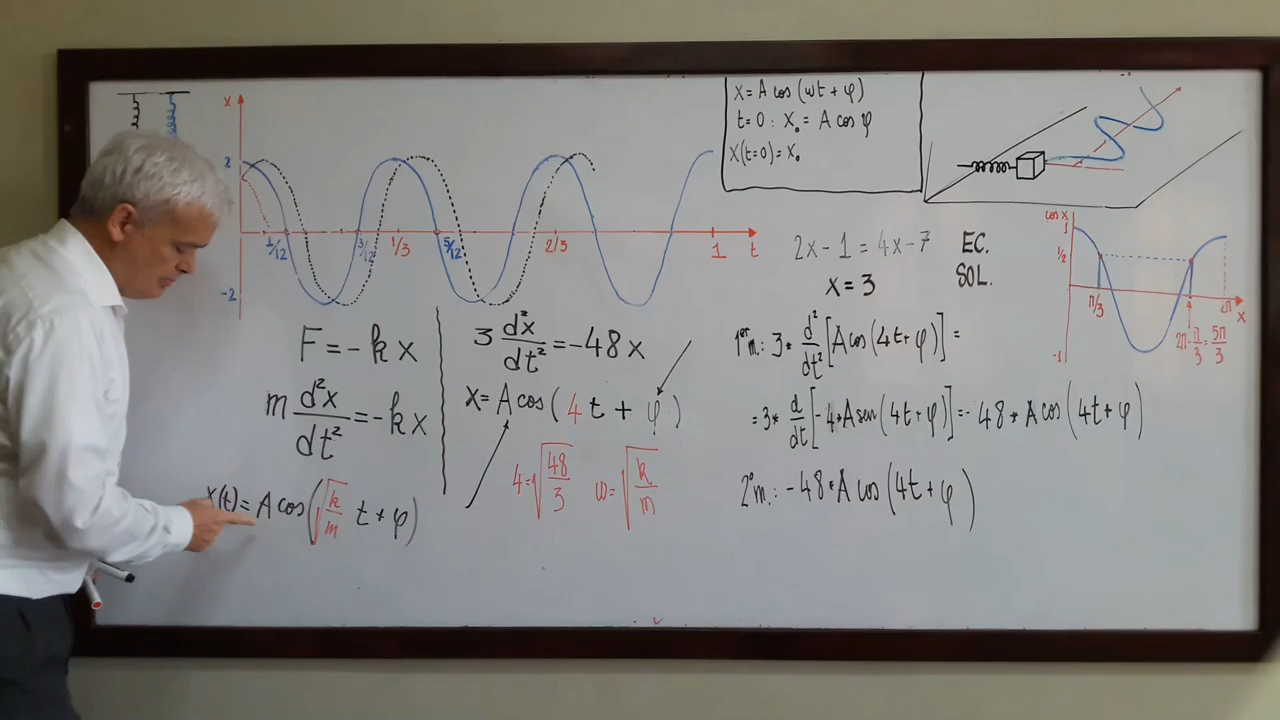 x
2
-2
1/12
3/12
1/3
5/12
2/3
1
t
F = - k x
m d²x/dt² = - k x
x(t) = A cos(√(k/m) t + φ)
3 d²x/dt² = -48 x
x = A cos(4t + φ)
4 = √(48/3) ω = √(k/m)
x = A cos(ωt + φ)
t=0 : x₀ = A cos φ
x(t=0) = x₀
2x - 1 = 4x - 7 EC.
x = 3 SOL.
1er m.: 3 * d²/dt² [A cos(4t + φ)] =
= 3 * d/dt [-4 * A sen(4t + φ)] = -48 * A cos(4t + φ)
2º m.: -48 * A cos(4t + φ)
cos x
1
1/2
-1
π/3
2π - π/3 = 5π/3
2π
x